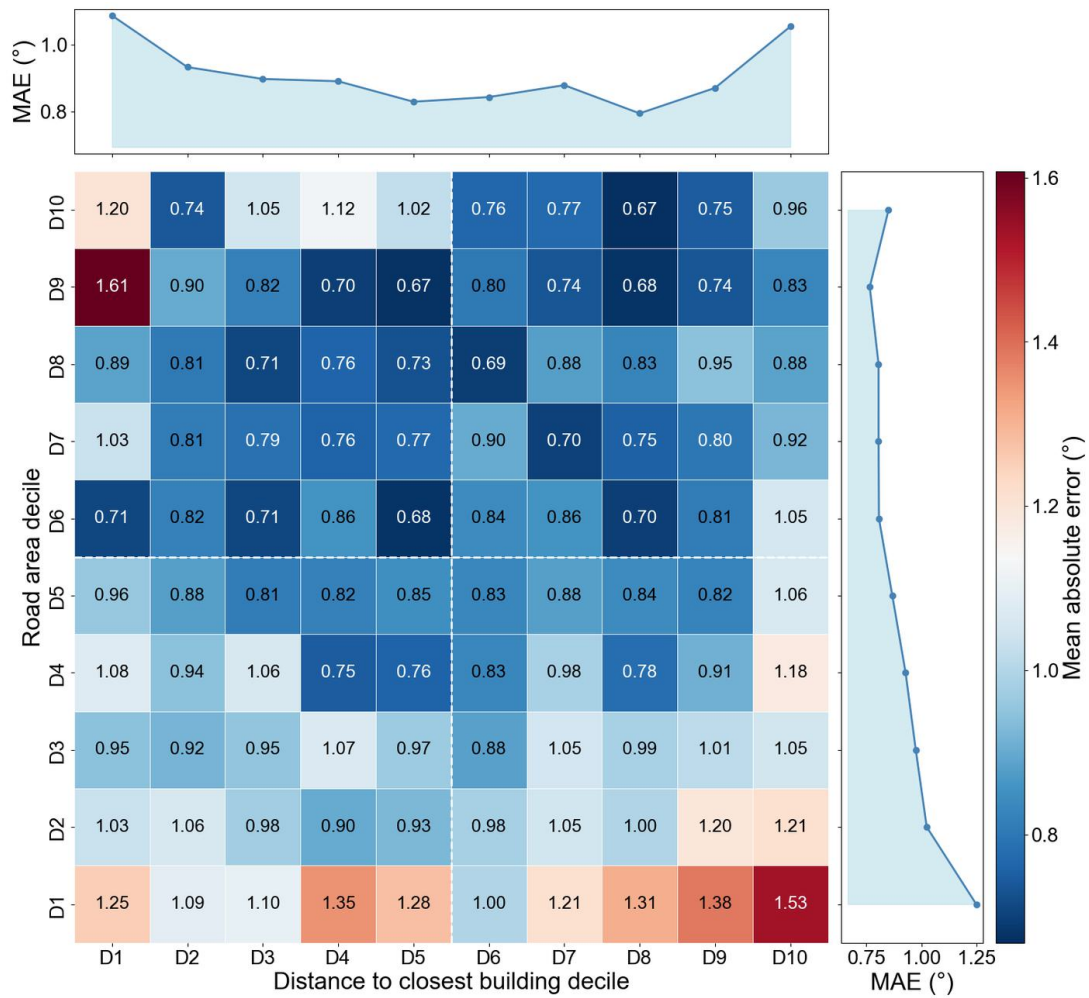 MAE (°)
1.0
0.8
D10 1.20 0.74 1.05 1.12 1.02 0.76 0.77 0.67 0.75 0.96
D9 1.61 0.90 0.82 0.70 0.67 0.80 0.74 0.68 0.74 0.83
D8 0.89 0.81 0.71 0.76 0.73 0.69 0.88 0.83 0.95 0.88
D7 1.03 0.81 0.79 0.76 0.77 0.90 0.70 0.75 0.80 0.92
D6 0.71 0.82 0.71 0.86 0.68 0.84 0.86 0.70 0.81 1.05
D5 0.96 0.88 0.81 0.82 0.85 0.83 0.88 0.84 0.82 1.06
D4 1.08 0.94 1.06 0.75 0.76 0.83 0.98 0.78 0.91 1.18
D3 0.95 0.92 0.95 1.07 0.97 0.88 1.05 0.99 1.01 1.05
D2 1.03 1.06 0.98 0.90 0.93 0.98 1.05 1.00 1.20 1.21
D1 1.25 1.09 1.10 1.35 1.28 1.00 1.21 1.31 1.38 1.53
Road area decile
D1 D2 D3 D4 D5 D6 D7 D8 D9 D10
Distance to closest building decile
0.75 1.00 1.25
MAE (°)
1.6
1.4
1.2
1.0
0.8
Mean absolute error (°)